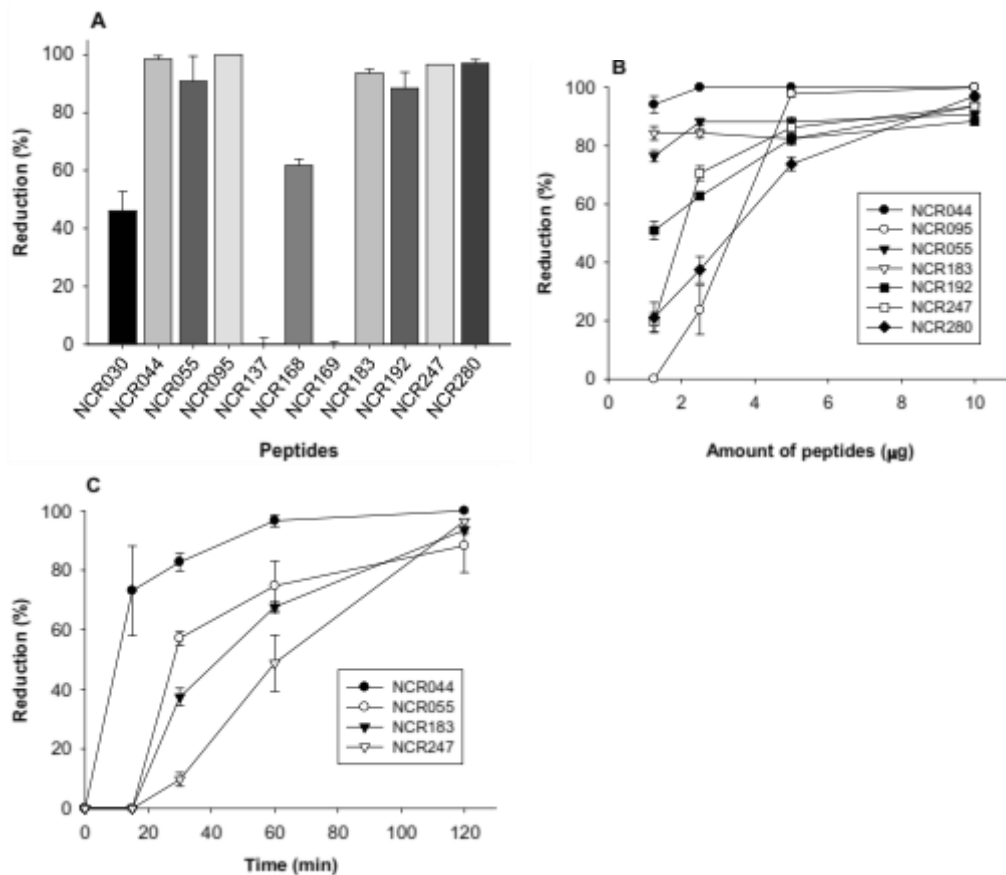 A
Reduction (%)
100
80
60
40
20
0
NCR030
NCR044
NCR055
NCR095
NCR137
NCR168
NCR169
NCR183
NCR192
NCR247
NCR280
Peptides
B
Reduction (%)
100
80
60
40
20
0
NCR044
NCR095
NCR055
NCR183
NCR192
NCR247
NCR280
0 2 4 6 8 10
Amount of peptides (µg)
C
Reduction (%)
100
80
60
40
20
0
NCR044
NCR055
NCR183
NCR247
0 20 40 60 80 100 120
Time (min)